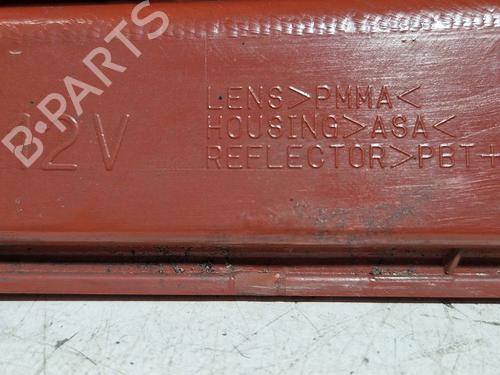 B-PARTS
12V
LENS>PMMA<
HOUSING>ASA<
REFLECTOR>PBT+